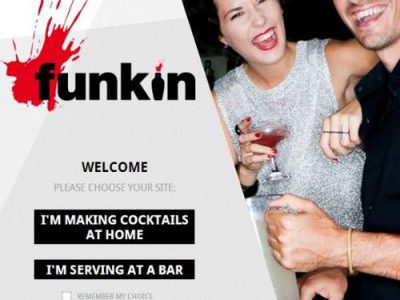 funkin
WELCOME
PLEASE CHOOSE YOUR SITE:
I'M MAKING COCKTAILS
AT HOME
I'M SERVING AT A BAR
REMEMBER MY CHOICE